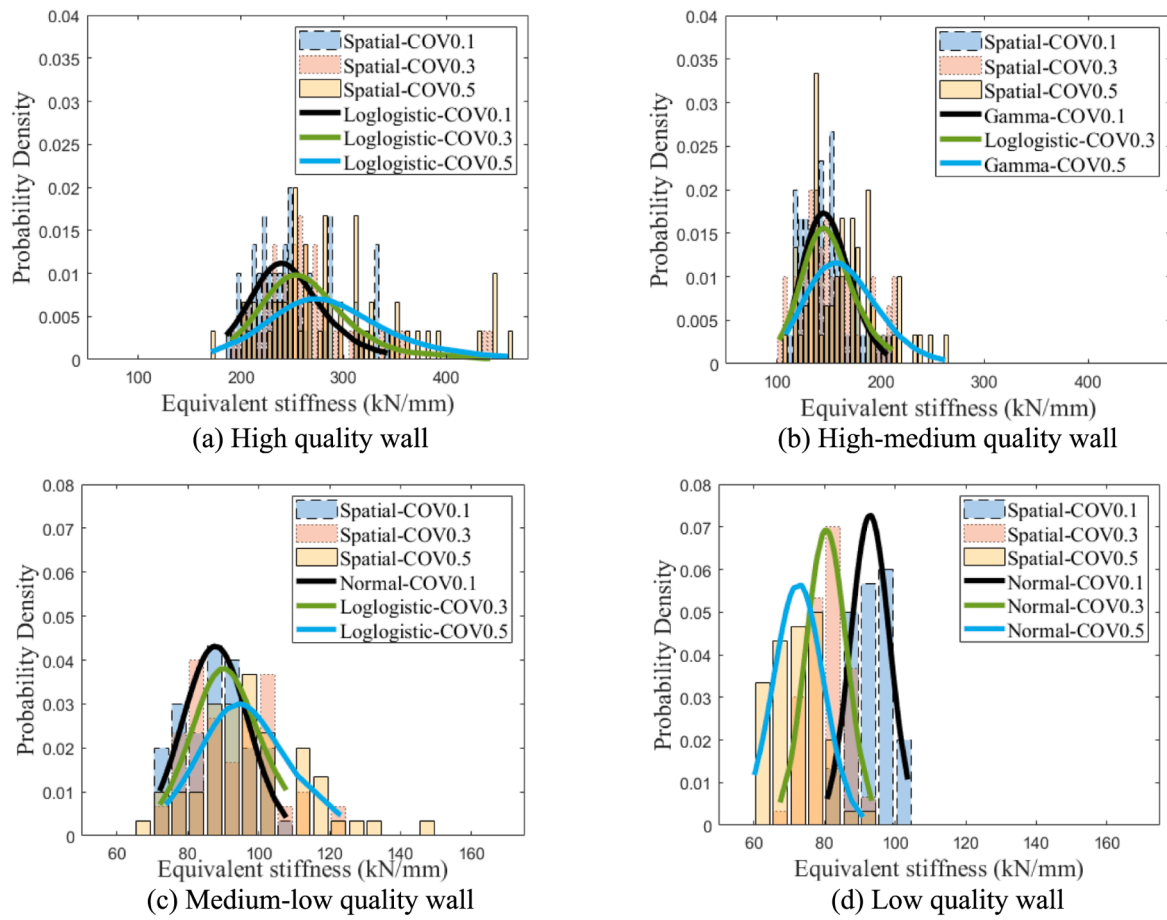 0.04
0.035
0.03
0.025
0.02
0.015
0.01
0.005
0
Probability Density
Spatial-COV0.1
Spatial-COV0.3
Spatial-COV0.5
Loglogistic-COV0.1
Loglogistic-COV0.3
Loglogistic-COV0.5
100 200 300 400
Equivalent stiffness (kN/mm)
(a) High quality wall
0.04
0.035
0.03
0.025
0.02
0.015
0.01
0.005
0
Probability Density
Spatial-COV0.1
Spatial-COV0.3
Spatial-COV0.5
Gamma-COV0.1
Loglogistic-COV0.3
Gamma-COV0.5
100 200 300 400
Equivalent stiffness (kN/mm)
(b) High-medium quality wall
0.08
0.07
0.06
0.05
0.04
0.03
0.02
0.01
0
Probability Density
Spatial-COV0.1
Spatial-COV0.3
Spatial-COV0.5
Normal-COV0.1
Loglogistic-COV0.3
Loglogistic-COV0.5
60 80 100 120 140 160
Equivalent stiffness (kN/mm)
(c) Medium-low quality wall
0.08
0.07
0.06
0.05
0.04
0.03
0.02
0.01
0
Probability Density
Spatial-COV0.1
Spatial-COV0.3
Spatial-COV0.5
Normal-COV0.1
Normal-COV0.3
Normal-COV0.5
60 80 100 120 140 160
Equivalent stiffness (kN/mm)
(d) Low quality wall